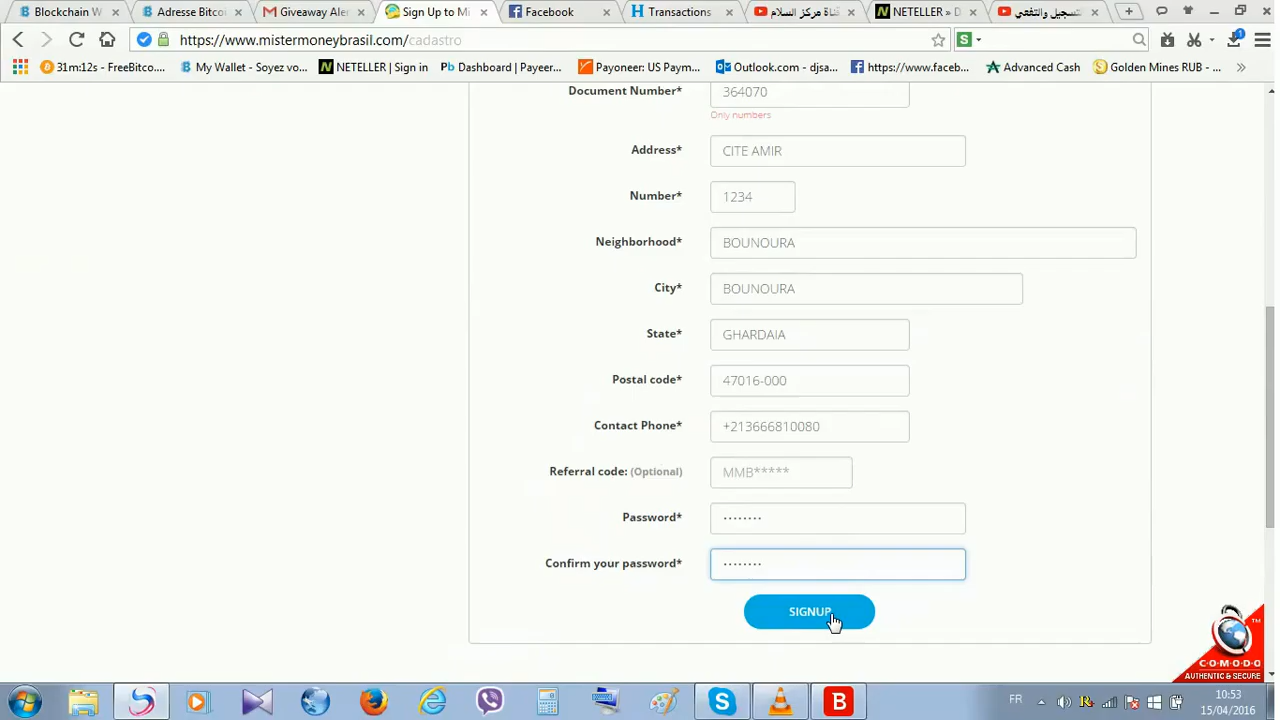 Blockchain W
Adresse Bitco
Giveaway Aler
Sign Up to Mi
Facebook
Transactions
قناة مركز السلام
NETELLER » D
التسجيل والتفعي
https://www.mistermoneybrasil.com/cadastro
31m:12s - FreeBitco...
My Wallet - Soyez vo...
NETELLER | Sign in
Dashboard | Payeer...
Payoneer: US Paym...
Outlook.com - djsa...
https://www.faceb...
Advanced Cash
Golden Mines RUB - ...
Document Number* 364070
Only numbers
Address* CITE AMIR
Number* 1234
Neighborhood* BOUNOURA
City* BOUNOURA
State* GHARDAIA
Postal code* 47016-000
Contact Phone* +213666810080
Referral code: (Optional) MMB*****
Password* ········
Confirm your password* ········
SIGNUP
TM
C·O·M·O·D·O
AUTHENTIC & SECURE
FR
10:53
15/04/2016